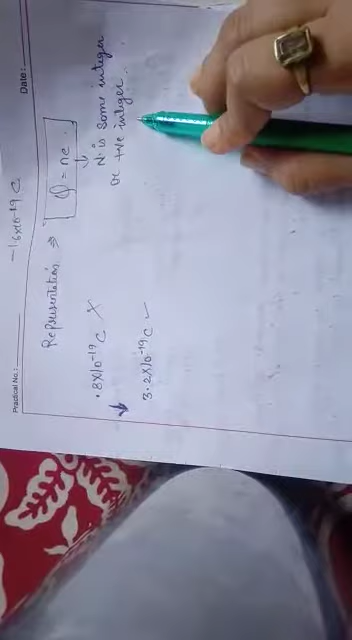 Practical No.:
Date:
-1.6x10⁻¹⁹ C
Representation ⇒ Q = ne.
↓
N is some integer
or +ve integer.
.8X10⁻¹⁹ C X
↓
3.2X10⁻¹⁹ C ✓